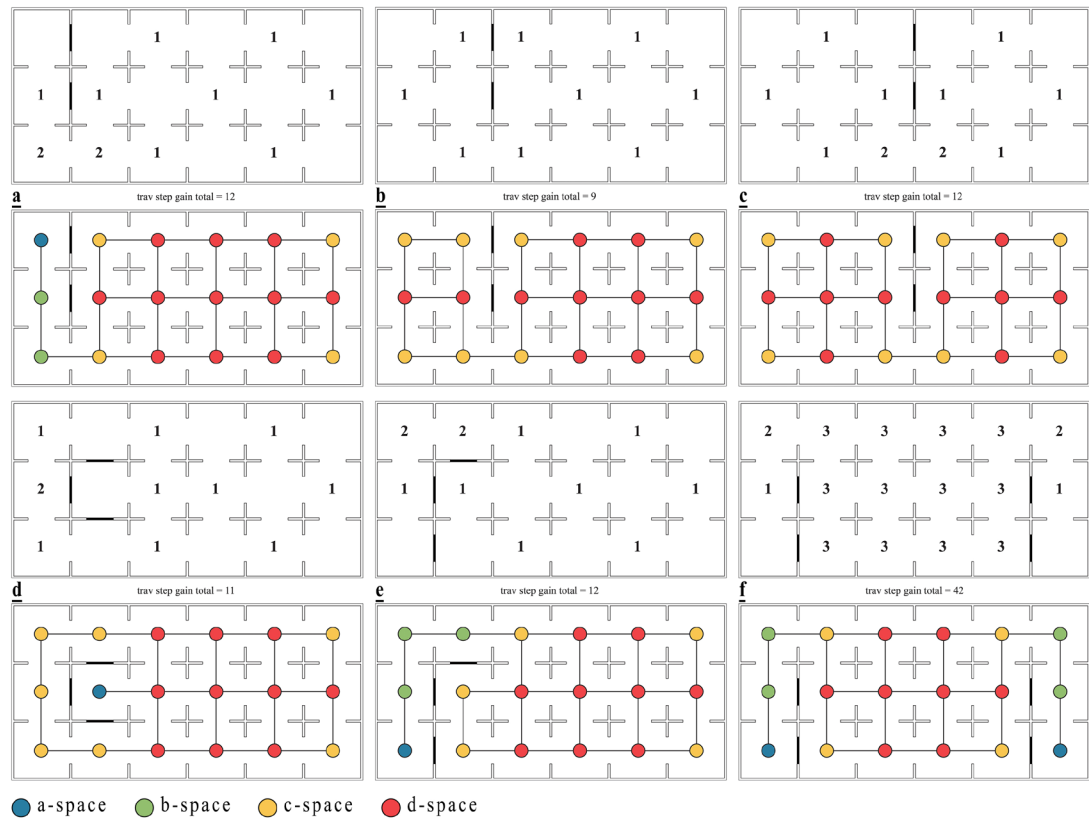 1 1 1 1 1 1 1
1 1 1 1 1 1 1 1 1 1
2 2 1 1 1 1 1 1 2 2 1
a trav step gain total = 12 b trav step gain total = 9 c trav step gain total = 12
1 1 1 2 2 1 1 2 3 3 3 3 2
2 1 1 1 1 1 1 1 1 3 3 3 3 1
1 1 1 1 1 3 3 3 3
d trav step gain total = 11 e trav step gain total = 12 f trav step gain total = 42
a-space b-space c-space d-space